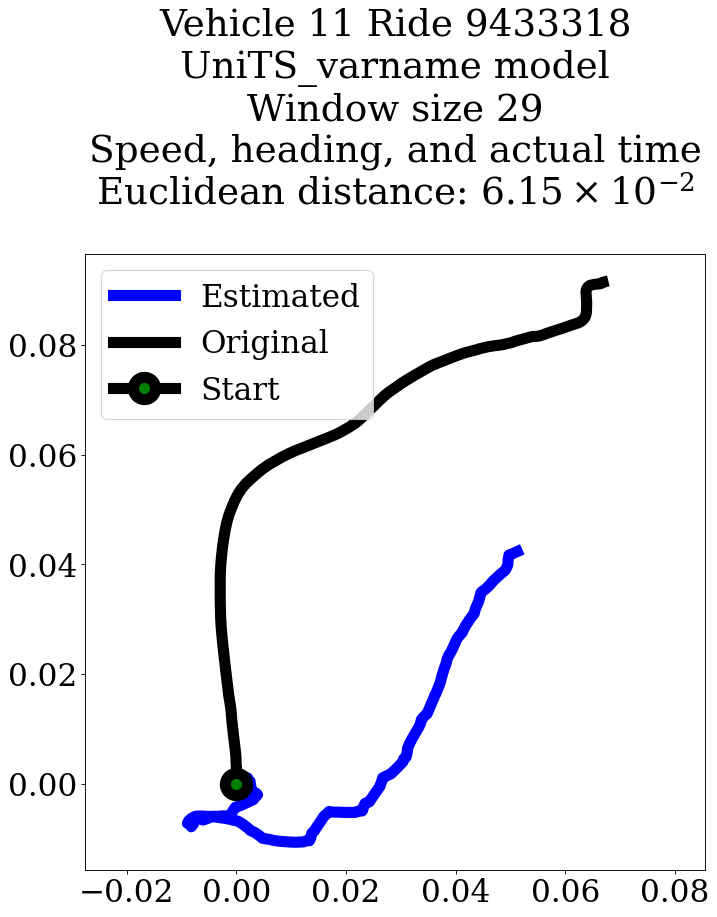 Vehicle 11 Ride 9433318
UniTS_varname model
Window size 29
Speed, heading, and actual time
Euclidean distance: 6.15 × 10⁻²
Estimated
Original
Start
0.08
0.06
0.04
0.02
0.00
−0.02 0.00 0.02 0.04 0.06 0.08